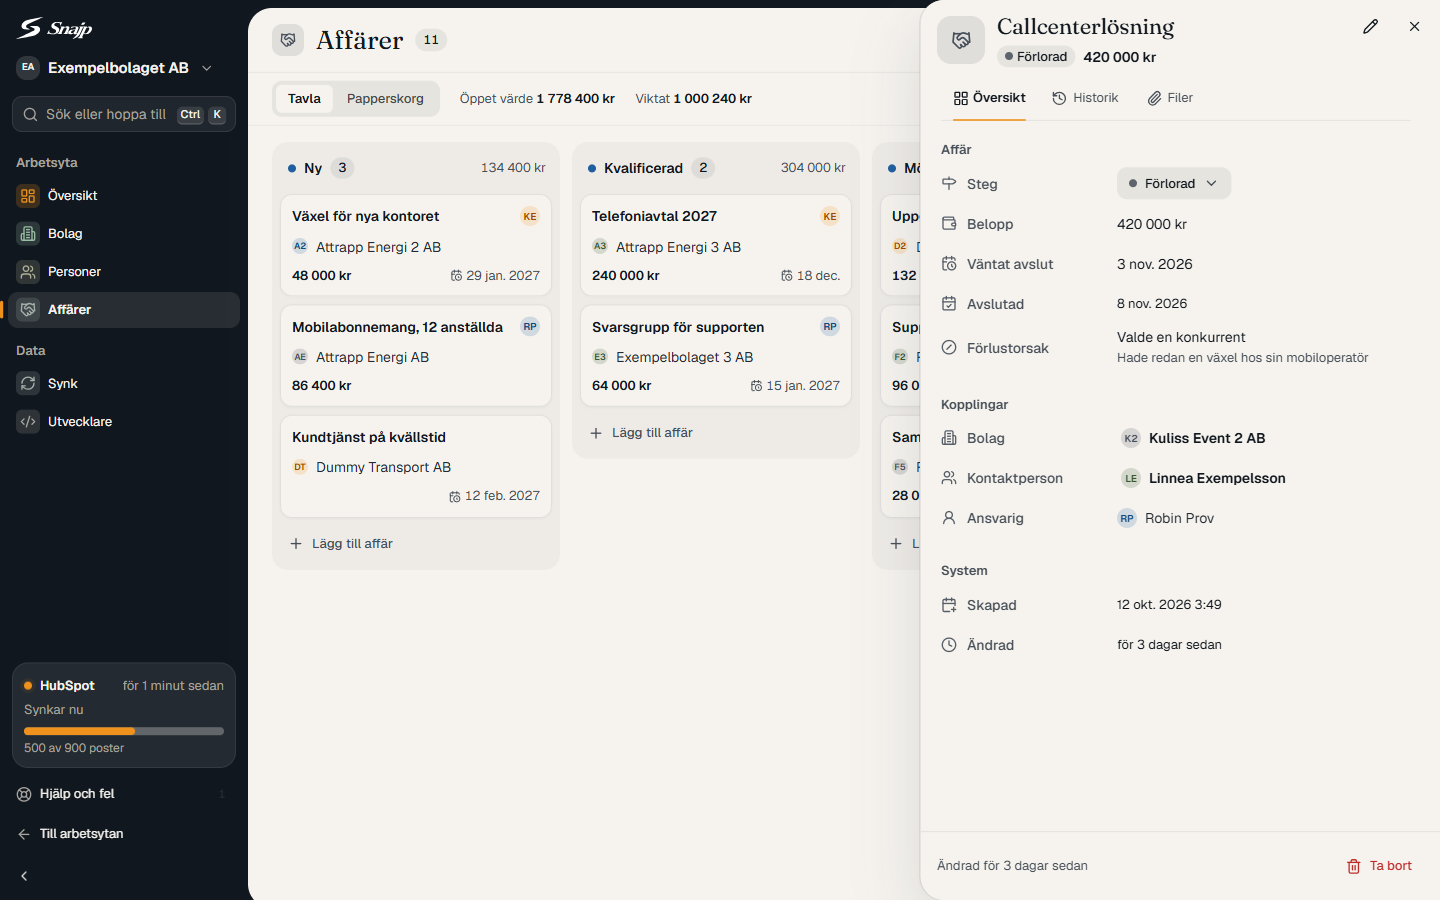 Snajp
EA Exempelbolaget AB
Sök eller hoppa till Ctrl K
Arbetsyta
Översikt
Bolag
Personer
Affärer
Data
Synk
Utvecklare
HubSpot för 1 minut sedan
Synkar nu
500 av 900 poster
Hjälp och fel 1
Till arbetsytan
Affärer 11
Tavla Papperskorg Öppet värde 1 778 400 kr Viktat 1 000 240 kr
Ny 3 134 400 kr
Växel för nya kontoret KE
A2 Attrapp Energi 2 AB
48 000 kr 29 jan. 2027
Mobilabonnemang, 12 anställda RP
AE Attrapp Energi AB
86 400 kr
Kundtjänst på kvällstid
DT Dummy Transport AB
12 feb. 2027
Lägg till affär
Kvalificerad 2 304 000 kr
Telefoniavtal 2027 KE
A3 Attrapp Energi 3 AB
240 000 kr 18 dec.
Svarsgrupp för supporten RP
E3 Exempelbolaget 3 AB
64 000 kr 15 jan. 2027
Lägg till affär
D2
132
F2
96 0
F5
28 0
Callcenterlösning
Förlorad 420 000 kr
Översikt Historik Filer
Affär
Steg Förlorad
Belopp 420 000 kr
Väntat avslut 3 nov. 2026
Avslutad 8 nov. 2026
Förlustorsak Valde en konkurrent
Hade redan en växel hos sin mobiloperatör
Kopplingar
Bolag K2 Kuliss Event 2 AB
Kontaktperson LE Linnea Exempelsson
Ansvarig RP Robin Prov
System
Skapad 12 okt. 2026 3:49
Ändrad för 3 dagar sedan
Ändrad för 3 dagar sedan Ta bort